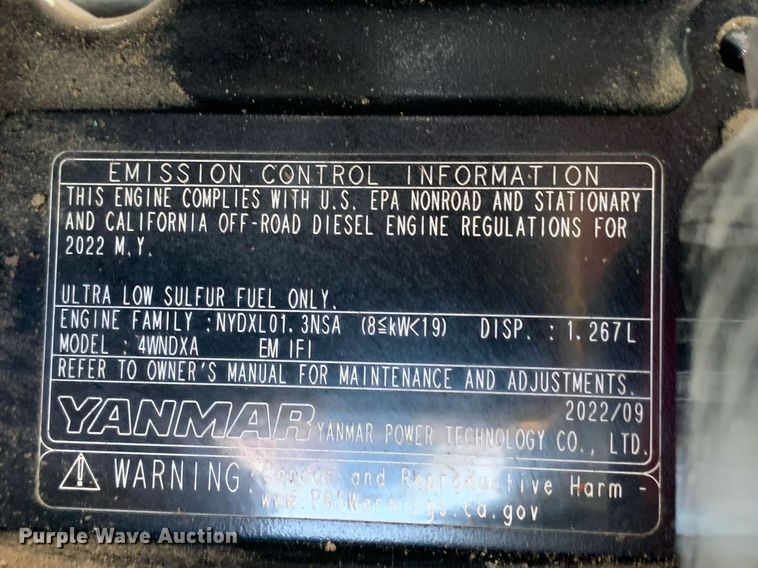 EMISSION CONTROL INFORMATION
THIS ENGINE COMPLIES WITH U.S. EPA NONROAD AND STATIONARY
AND CALIFORNIA OFF-ROAD DIESEL ENGINE REGULATIONS FOR
2022 M.Y.
ULTRA LOW SULFUR FUEL ONLY.
ENGINE FAMILY : NYDXL01.3NSA (8≦kW<19) DISP. : 1.267L
MODEL : 4WNDXA EM IFI
REFER TO OWNER'S MANUAL FOR MAINTENANCE AND ADJUSTMENTS.
2022/09
YANMAR YANMAR POWER TECHNOLOGY CO., LTD.
WARNING: Cancer and Reproductive Harm -
www.P65Warnings.ca.gov
Purple Wave Auction